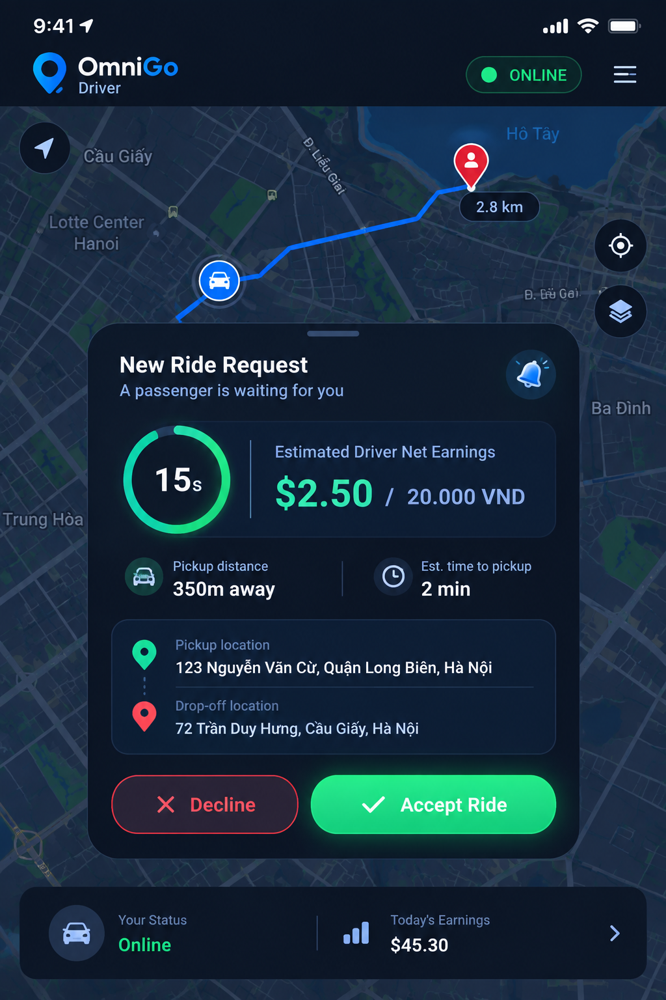 9:41
OmniGo
Driver
ONLINE
Hồ Tây
Cầu Giấy
Đ. Liễu Giai
2.8 km
Lotte Center
Hanoi
Đ.
New Ride Request
A passenger is waiting for you
Ba Đình
15s
Estimated Driver Net Earnings
$2.50 / 20.000 VND
Trung Hòa
Pickup distance
350m away
Est. time to pickup
2 min
Pickup location
123 Nguyễn Văn Cừ, Quận Long Biên, Hà Nội
Drop-off location
72 Trần Duy Hưng, Cầu Giấy, Hà Nội
Decline
Accept Ride
Your Status
Online
Today's Earnings
$45.30